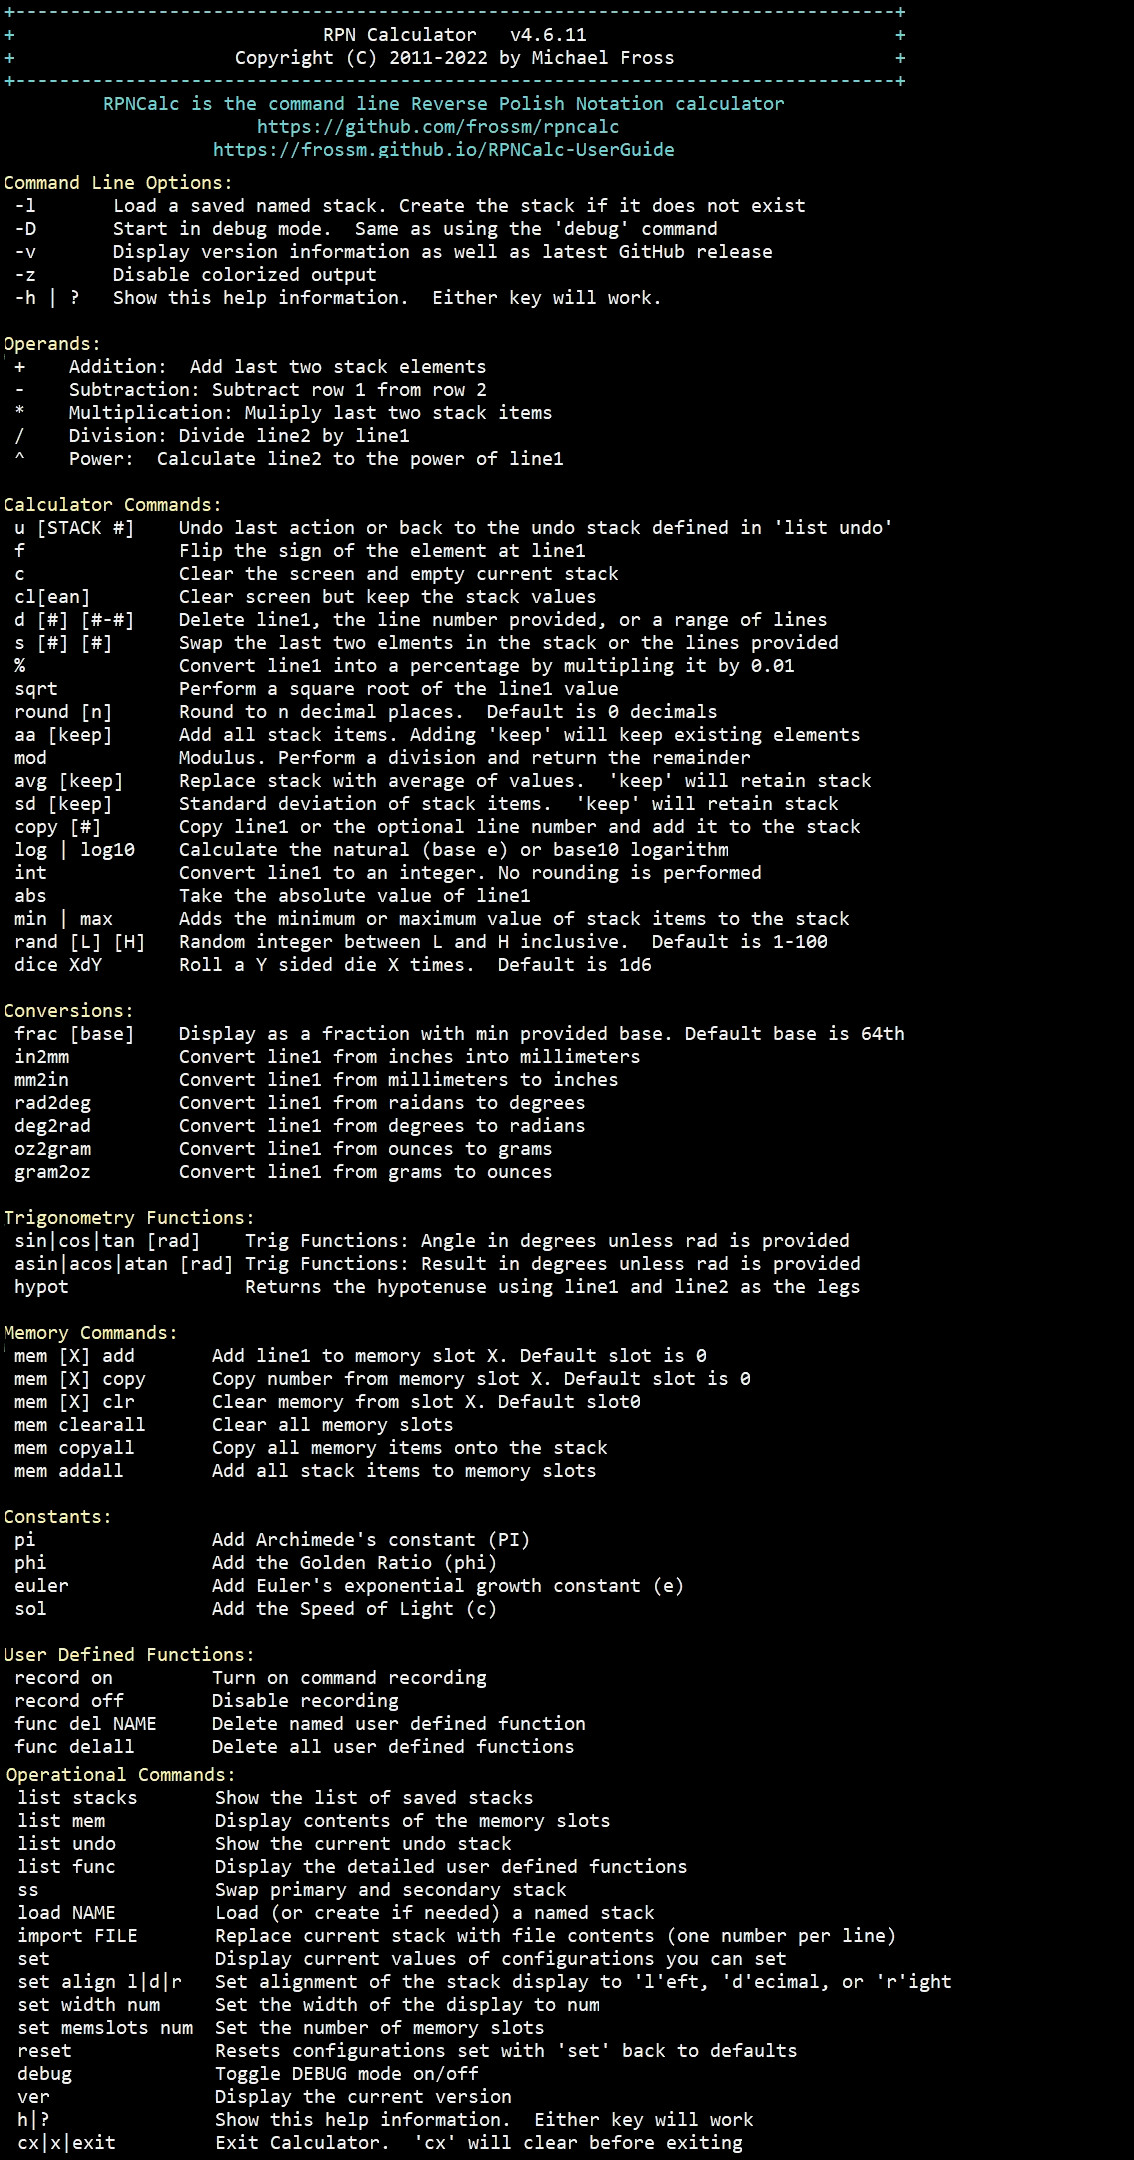 +--------------------------------------------------------------------------------+
+                            RPN Calculator   v4.6.11                            +
+                    Copyright (C) 2011-2022 by Michael Fross                    +
+--------------------------------------------------------------------------------+
RPNCalc is the command line Reverse Polish Notation calculator
https://github.com/frossm/rpncalc
https://frossm.github.io/RPNCalc-UserGuide
Command Line Options:
-l       Load a saved named stack. Create the stack if it does not exist
-D       Start in debug mode.  Same as using the 'debug' command
-v       Display version information as well as latest GitHub release
-z       Disable colorized output
-h | ?   Show this help information.  Either key will work.
Operands:
+    Addition:  Add last two stack elements
-    Subtraction: Subtract row 1 from row 2
*    Multiplication: Muliply last two stack items
/    Division: Divide line2 by line1
^    Power:  Calculate line2 to the power of line1
Calculator Commands:
u [STACK #]    Undo last action or back to the undo stack defined in 'list undo'
f              Flip the sign of the element at line1
c              Clear the screen and empty current stack
cl[ean]        Clear screen but keep the stack values
d [#] [#-#]    Delete line1, the line number provided, or a range of lines
s [#] [#]      Swap the last two elments in the stack or the lines provided
%              Convert line1 into a percentage by multipling it by 0.01
sqrt           Perform a square root of the line1 value
round [n]      Round to n decimal places.  Default is 0 decimals
aa [keep]      Add all stack items. Adding 'keep' will keep existing elements
mod            Modulus. Perform a division and return the remainder
avg [keep]     Replace stack with average of values.  'keep' will retain stack
sd [keep]      Standard deviation of stack items.  'keep' will retain stack
copy [#]       Copy line1 or the optional line number and add it to the stack
log | log10    Calculate the natural (base e) or base10 logarithm
int            Convert line1 to an integer. No rounding is performed
abs            Take the absolute value of line1
min | max      Adds the minimum or maximum value of stack items to the stack
rand [L] [H]   Random integer between L and H inclusive.  Default is 1-100
dice XdY       Roll a Y sided die X times.  Default is 1d6
Conversions:
frac [base]    Display as a fraction with min provided base. Default base is 64th
in2mm          Convert line1 from inches into millimeters
mm2in          Convert line1 from millimeters to inches
rad2deg        Convert line1 from raidans to degrees
deg2rad        Convert line1 from degrees to radians
oz2gram        Convert line1 from ounces to grams
gram2oz        Convert line1 from grams to ounces
Trigonometry Functions:
sin|cos|tan [rad]    Trig Functions: Angle in degrees unless rad is provided
asin|acos|atan [rad] Trig Functions: Result in degrees unless rad is provided
hypot                Returns the hypotenuse using line1 and line2 as the legs
Memory Commands:
mem [X] add       Add line1 to memory slot X. Default slot is 0
mem [X] copy      Copy number from memory slot X. Default slot is 0
mem [X] clr       Clear memory from slot X. Default slot0
mem clearall      Clear all memory slots
mem copyall       Copy all memory items onto the stack
mem addall        Add all stack items to memory slots
Constants:
pi                Add Archimede's constant (PI)
phi               Add the Golden Ratio (phi)
euler             Add Euler's exponential growth constant (e)
sol               Add the Speed of Light (c)
User Defined Functions:
record on         Turn on command recording
record off        Disable recording
func del NAME     Delete named user defined function
func delall       Delete all user defined functions
Operational Commands:
list stacks       Show the list of saved stacks
list mem          Display contents of the memory slots
list undo         Show the current undo stack
list func         Display the detailed user defined functions
ss                Swap primary and secondary stack
load NAME         Load (or create if needed) a named stack
import FILE       Replace current stack with file contents (one number per line)
set               Display current values of configurations you can set
set align l|d|r   Set alignment of the stack display to 'l'eft, 'd'ecimal, or 'r'ight
set width num     Set the width of the display to num
set memslots num  Set the number of memory slots
reset             Resets configurations set with 'set' back to defaults
debug             Toggle DEBUG mode on/off
ver               Display the current version
h|?               Show this help information.  Either key will work
cx|x|exit         Exit Calculator.  'cx' will clear before exiting